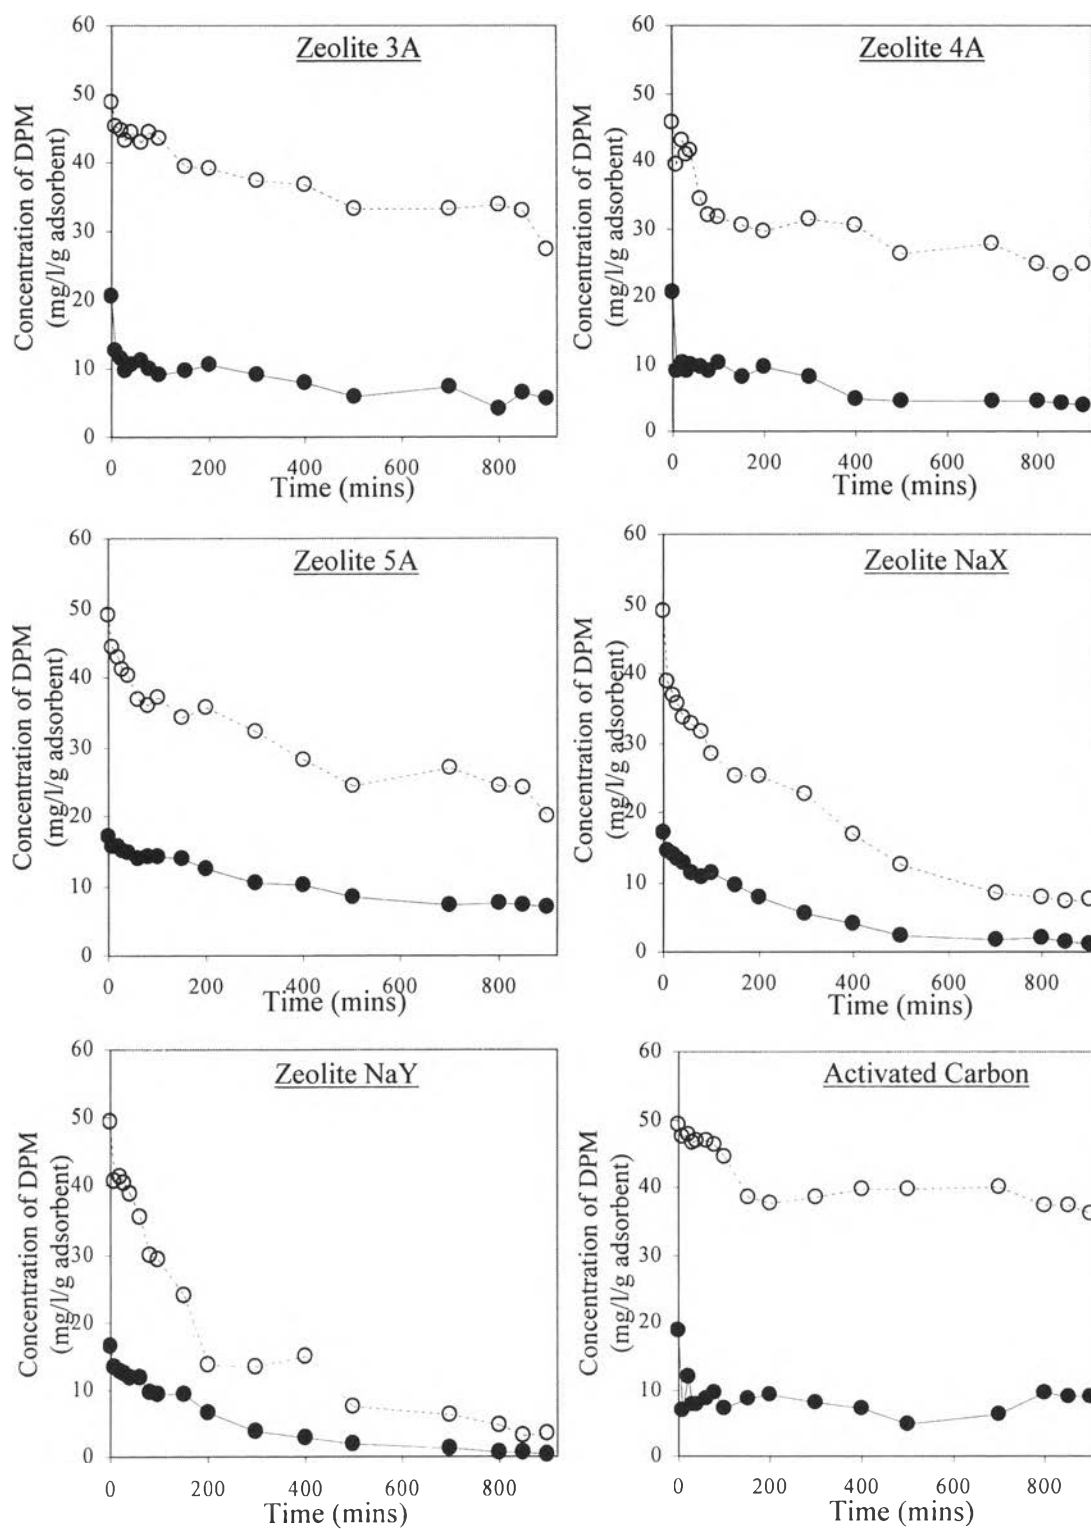 Zeolite 3A
Concentration of DPM
(mg/l/g adsorbent)
60
50
40
30
20
10
0
0 200 400 600 800
Time (mins)
Zeolite 4A
Concentration of DPM
(mg/l/g adsorbent)
60
50
40
30
20
10
0
0 200 400 600 800
Time (mins)
Zeolite 5A
Concentration of DPM
(mg/l/g adsorbent)
60
50
40
30
20
10
0
0 200 400 600 800
Time (mins)
Zeolite NaX
Concentration of DPM
(mg/l/g adsorbent)
60
50
40
30
20
10
0
0 200 400 600 800
Time (mins)
Zeolite NaY
Concentration of DPM
(mg/l/g adsorbent)
60
50
40
30
20
10
0
0 200 400 600 800
Time (mins)
Activated Carbon
Concentration of DPM
(mg/l/g adsorbent)
60
50
40
30
20
10
0
0 200 400 600 800
Time (mins)